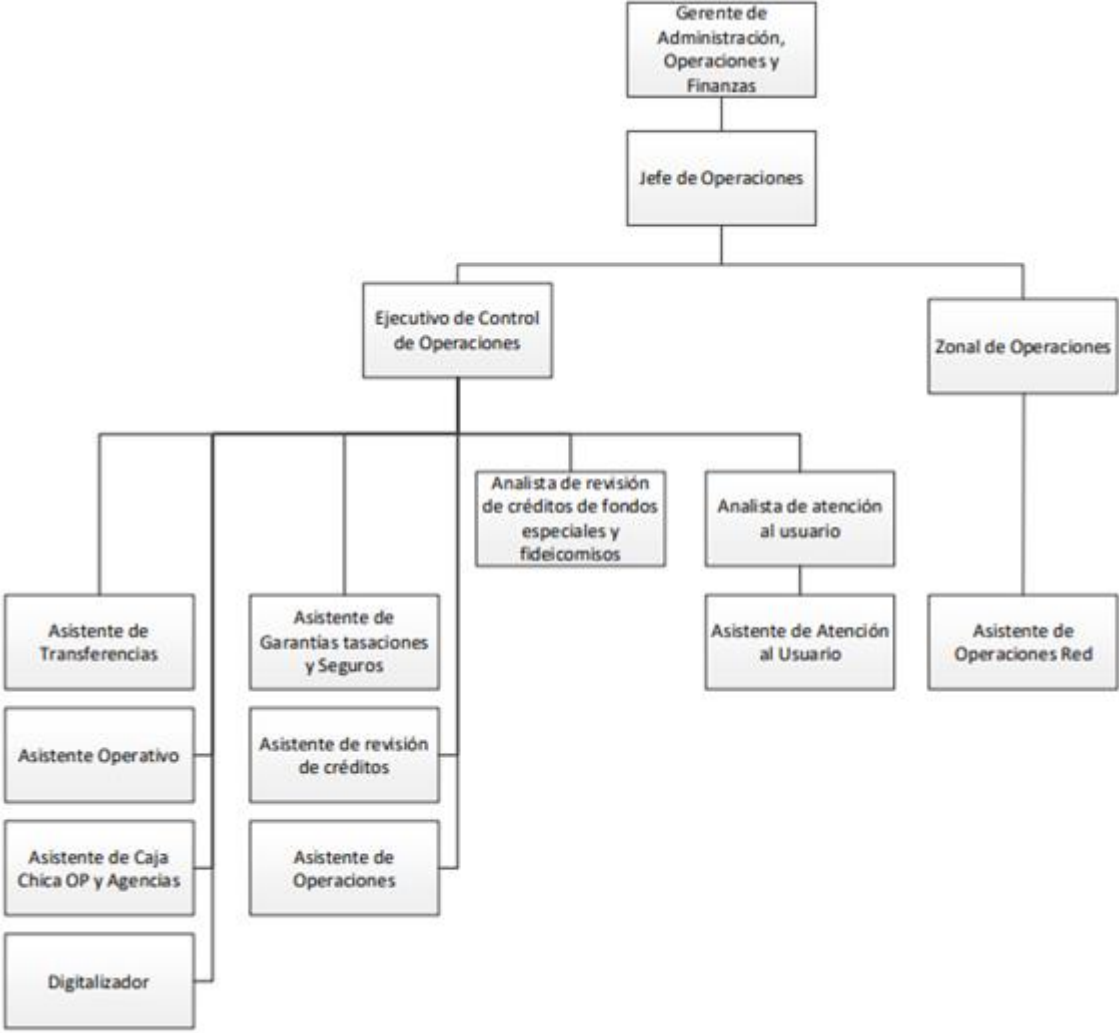 Gerente de
Administración,
Operaciones y
Finanzas
Jefe de Operaciones
Ejecutivo de Control
de Operaciones
Zonal de Operaciones
Analista de revisión
de créditos de fondos
especiales y
fideicomisos
Analista de atención
al usuario
Asistente de
Transferencias
Asistente de
Garantías tasaciones
y Seguros
Asistente de Atención
al Usuario
Asistente de
Operaciones Red
Asistente Operativo
Asistente de revisión
de créditos
Asistente de Caja
Chica OP y Agencias
Asistente de
Operaciones
Digitalizador